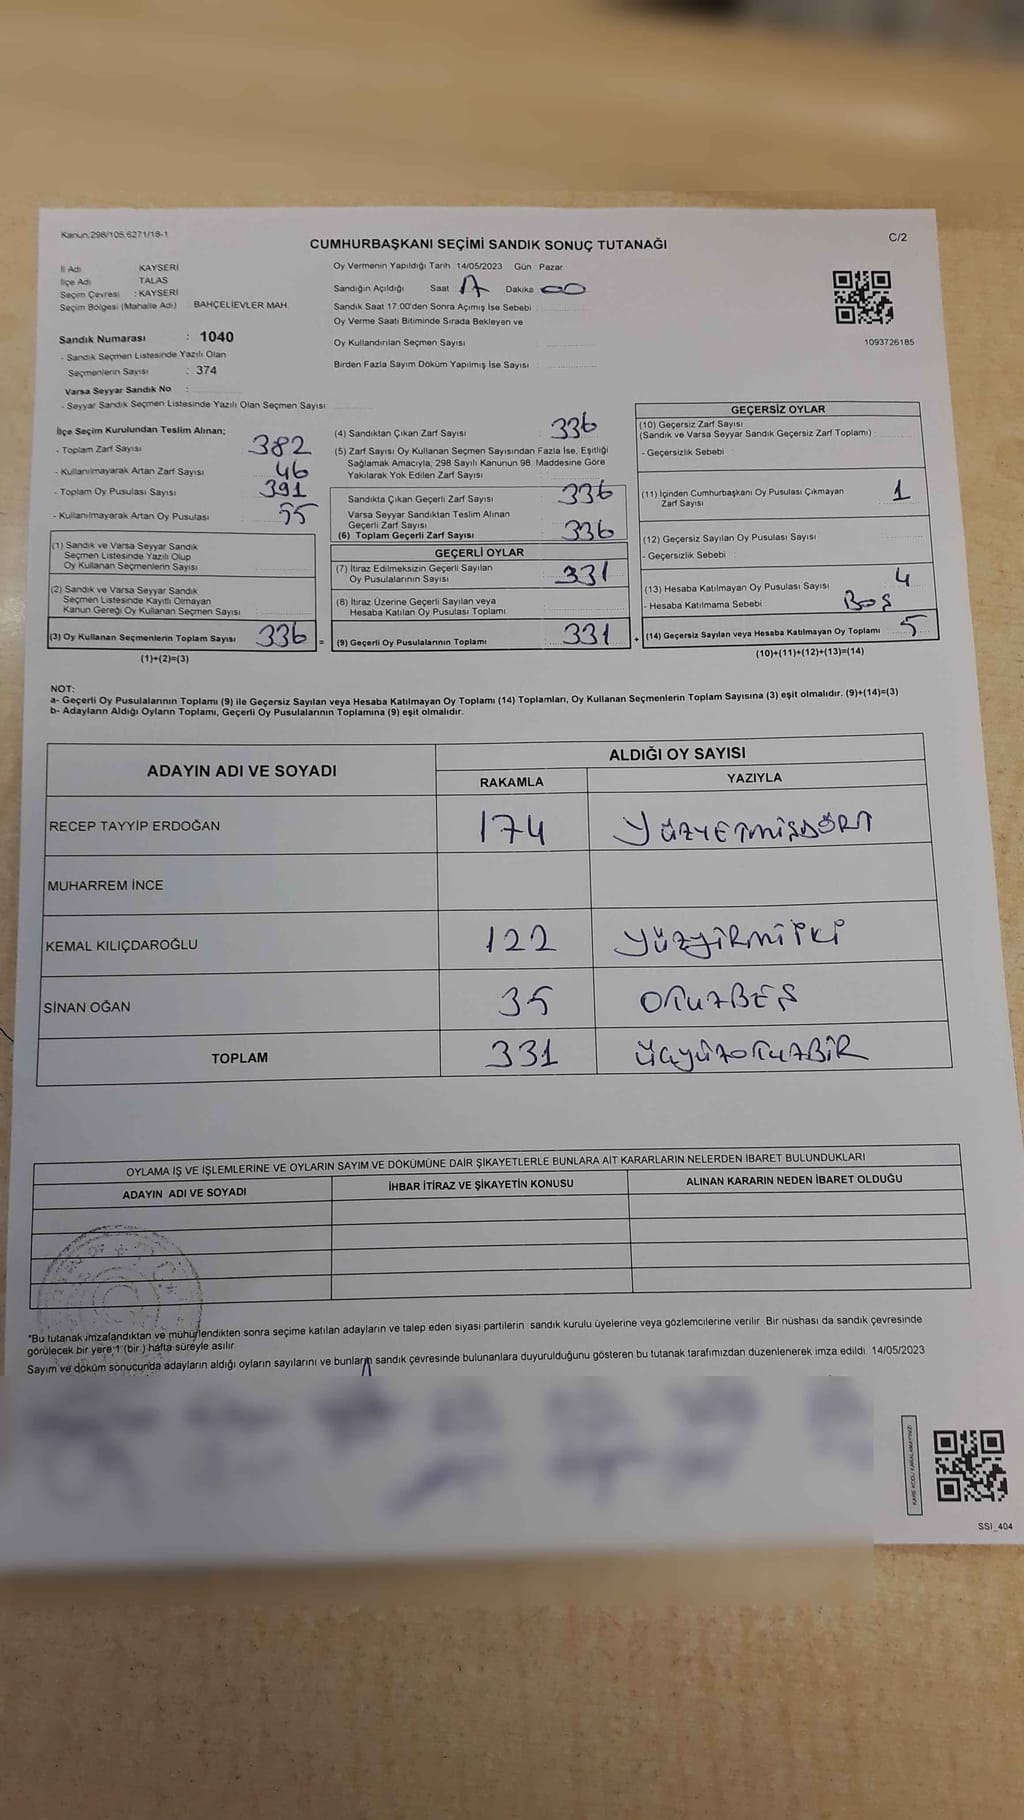 Kanun:298/105,6271/18-1
C/2
CUMHURBAŞKANI SEÇİMİ SANDIK SONUÇ TUTANAĞI
İl Adı KAYSERİ
İlçe Adı TALAS
Seçim Çevresi : KAYSERİ
Seçim Bölgesi (Mahalle Adı) BAHÇELİEVLER MAH.
Sandık Numarası : 1040
- Sandık Seçmen Listesinde Yazılı Olan
Seçmenlerin Sayısı : 374
Varsa Seyyar Sandık No :
- Seyyar Sandık Seçmen Listesinde Yazılı Olan Seçmen Sayısı
Oy Vermenin Yapıldığı Tarih 14/05/2023 Gün Pazar
Sandığın Açıldığı Saat 17 Dakika 00
Sandık Saat 17.00'den Sonra Açımış İse Sebebi
Oy Verme Saati Bitiminde Sırada Bekleyen ve
Oy Kullandırılan Seçmen Sayısı
Birden Fazla Sayım Döküm Yapılmış İse Sayısı :
1093726185
İlçe Seçim Kurulundan Teslim Alınan;
- Toplam Zarf Sayısı 382
- Kullanılmayarak Artan Zarf Sayısı 46
- Toplam Oy Pusulası Sayısı 391
- Kullanılmayarak Artan Oy Pusulası 55
(1) Sandık ve Varsa Seyyar Sandık
Seçmen Listesinde Yazılı Olup
Oy Kullanan Seçmenlerin Sayısı
(2) Sandık ve Varsa Seyyar Sandık
Seçmen Listesinde Kayıtlı Olmayan
Kanun Gereği Oy Kullanan Seçmen Sayısı
(3) Oy Kullanan Seçmenlerin Toplam Sayısı 336 =
(1)+(2)=(3)
(4) Sandıktan Çıkan Zarf Sayısı 336
(5) Zarf Sayısı Oy Kullanan Seçmen Sayısından Fazla İse, Eşitliği
Sağlamak Amacıyla, 298 Sayılı Kanunun 98. Maddesine Göre
Yakılarak Yok Edilen Zarf Sayısı
Sandıkta Çıkan Geçerli Zarf Sayısı 336
Varsa Seyyar Sandıktan Teslim Alınan
Geçerli Zarf Sayısı
(6) Toplam Geçerli Zarf Sayısı 336
GEÇERLİ OYLAR
(7) İtiraz Edilmeksizin Geçerli Sayılan
Oy Pusulalarının Sayısı 331
(8) İtiraz Üzerine Geçerli Sayılan veya
Hesaba Katılan Oy Pusulası Toplamı
(9) Geçerli Oy Pusulalarının Toplamı 331 +
GEÇERSİZ OYLAR
(10) Geçersiz Zarf Sayısı
(Sandık ve Varsa Seyyar Sandık Geçersiz Zarf Toplamı) :
- Geçersizlik Sebebi
(11) İçinden Cumhurbaşkanı Oy Pusulası Çıkmayan
Zarf Sayısı 1
(12) Geçersiz Sayılan Oy Pusulası Sayısı
- Geçersizlik Sebebi :
(13) Hesaba Katılmayan Oy Pusulası Sayısı 4
- Hesaba Katılmama Sebebi : Boş
(14) Geçersiz Sayılan veya Hesaba Katılmayan Oy Toplamı 5
(10)+(11)+(12)+(13)=(14)
NOT:
a- Geçerli Oy Pusulalarının Toplamı (9) ile Geçersiz Sayılan veya Hesaba Katılmayan Oy Toplamı (14) Toplamları, Oy Kullanan Seçmenlerin Toplam Sayısına (3) eşit olmalıdır. (9)+(14)=(3)
b- Adayların Aldığı Oyların Toplamı, Geçerli Oy Pusulalarının Toplamına (9) eşit olmalıdır.
ADAYIN ADI VE SOYADI
ALDIĞI OY SAYISI
RAKAMLA YAZIYLA
RECEP TAYYİP ERDOĞAN 174 YÜZYETMİŞDÖRT
MUHARREM İNCE
KEMAL KILIÇDAROĞLU 122 YÜZYİRMİİKİ
SİNAN OĞAN 35 OTUZBEŞ
TOPLAM 331 ÜÇYÜZOTUZBİR
OYLAMA İŞ VE İŞLEMLERİNE VE OYLARIN SAYIM VE DÖKÜMÜNE DAİR ŞİKAYETLERLE BUNLARA AİT KARARLARIN NELERDEN İBARET BULUNDUKLARI
ADAYIN ADI VE SOYADI İHBAR İTİRAZ VE ŞİKAYETİN KONUSU ALINAN KARARIN NEDEN İBARET OLDUĞU
*Bu tutanak imzalandıktan ve mühürlendikten sonra seçime katılan adayların ve talep eden siyasi partilerin sandık kurulu üyelerine veya gözlemcilerine verilir. Bir nüshası da sandık çevresinde
görülecek bir yere 1 (bir) hafta süreyle asılır.
Sayım ve döküm sonucunda adayların aldığı oyların sayılarını ve bunların sandık çevresinde bulunanlara duyurulduğunu gösteren bu tutanak tarafımızdan düzenlenerek imza edildi. 14/05/2023
SSI_404